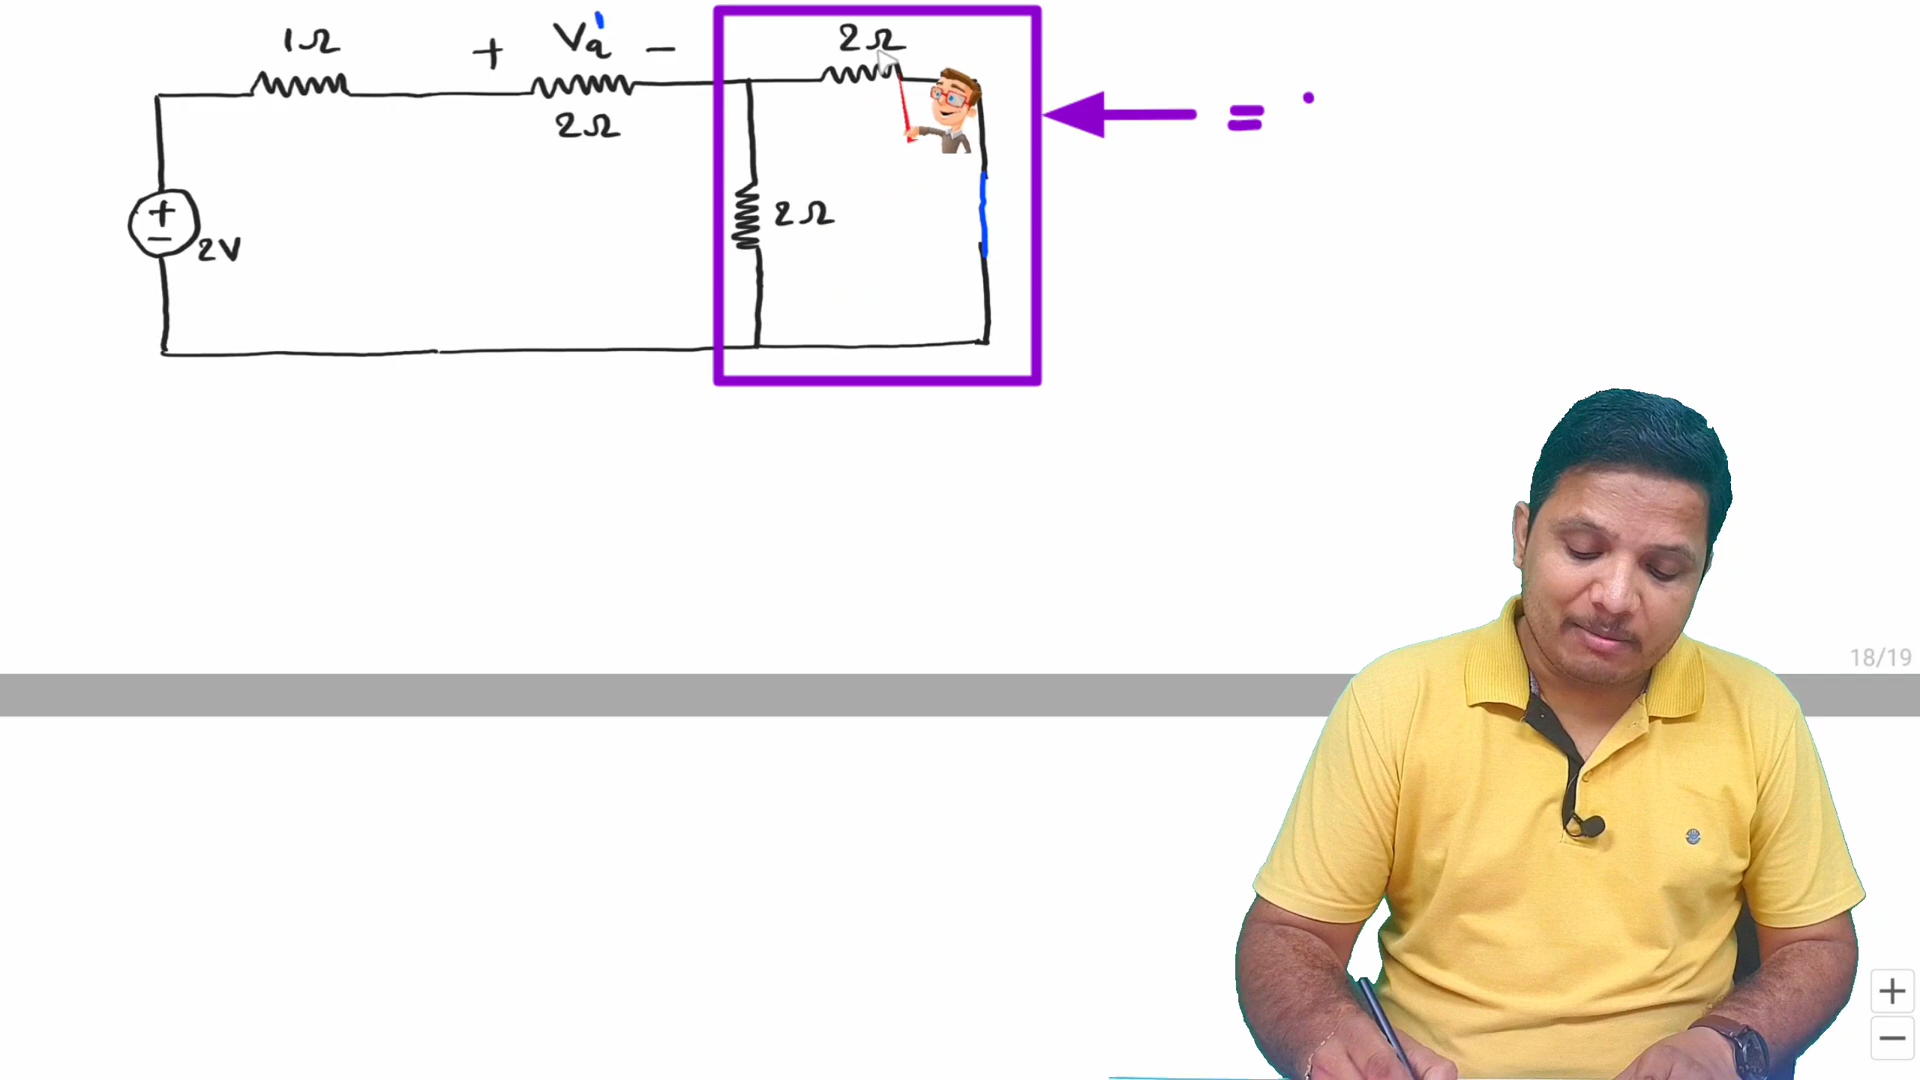 1Ω + Va' - 2Ω
2Ω
2Ω
+
-
2V
=
18/19
+
-